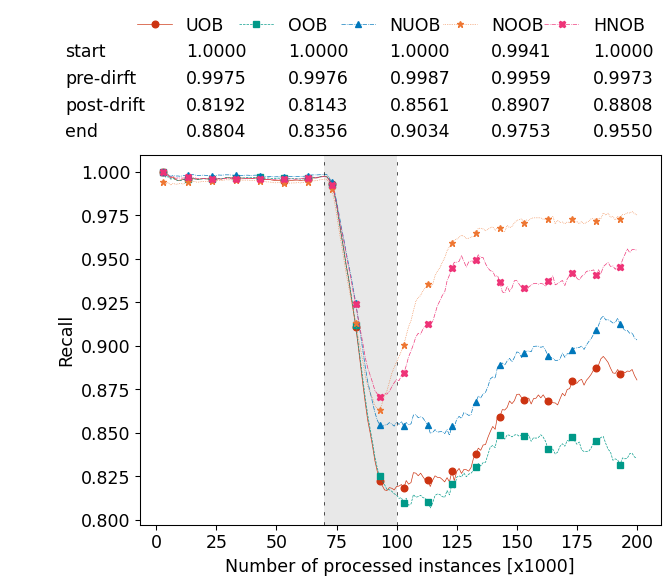 UOB OOB NUOB NOOB HNOB
start 1.0000 1.0000 1.0000 0.9941 1.0000
pre-dirft 0.9975 0.9976 0.9987 0.9959 0.9973
post-drift 0.8192 0.8143 0.8561 0.8907 0.8808
end 0.8804 0.8356 0.9034 0.9753 0.9550
1.000
0.975
0.950
0.925
0.900
0.875
0.850
0.825
0.800
Recall
0 25 50 75 100 125 150 175 200
Number of processed instances [x1000]